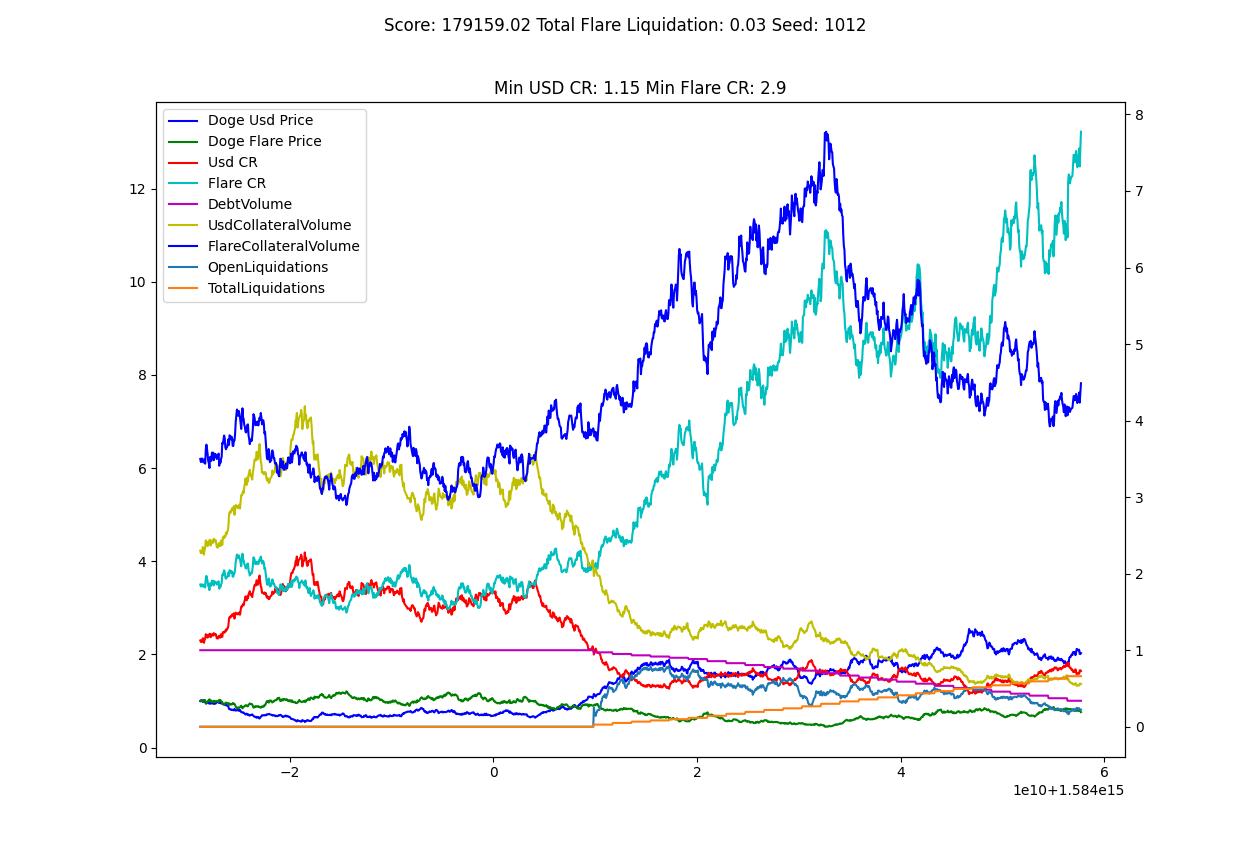 Score: 179159.02 Total Flare Liquidation: 0.03 Seed: 1012
Min USD CR: 1.15 Min Flare CR: 2.9
Doge Usd Price
Doge Flare Price
Usd CR
Flare CR
DebtVolume
UsdCollateralVolume
FlareCollateralVolume
OpenLiquidations
TotalLiquidations
12
10
8
6
4
2
0
8
7
6
5
4
3
2
1
0
−2
0
2
4
6
1e10+1.584e15